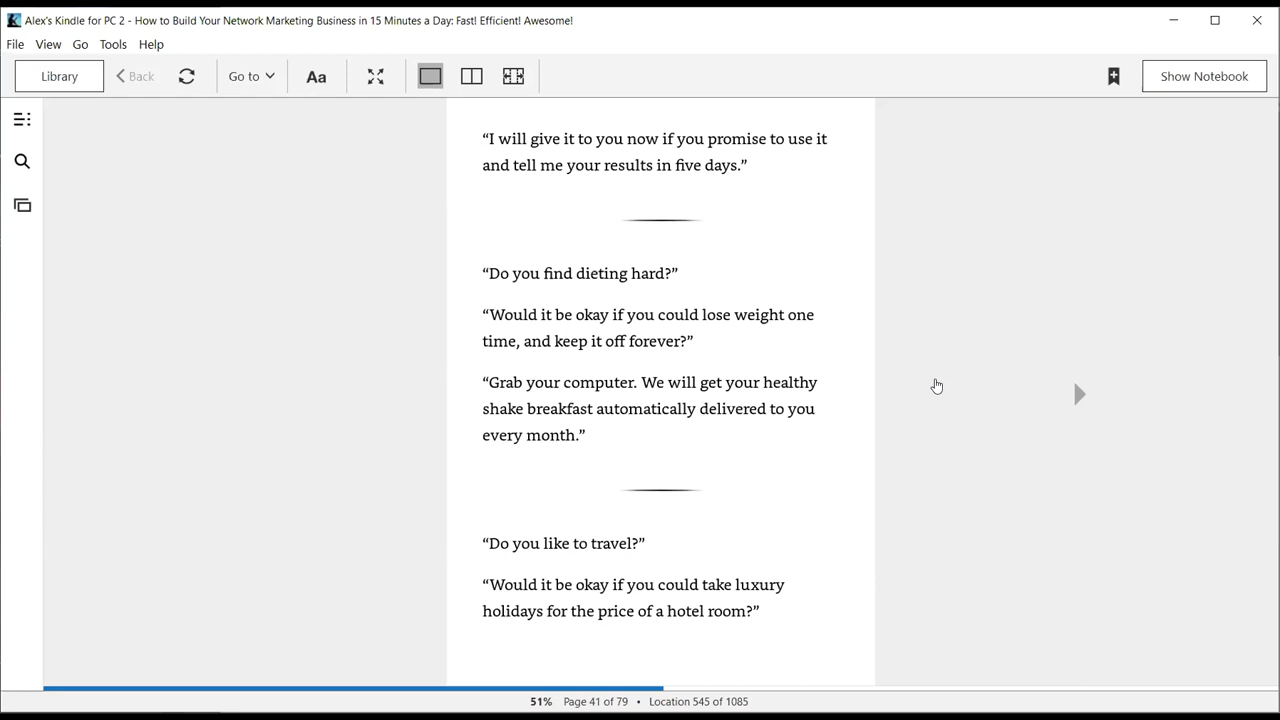 Alex's Kindle for PC 2 - How to Build Your Network Marketing Business in 15 Minutes a Day: Fast! Efficient! Awesome!
File View Go Tools Help
Library Back Go to Aa Show Notebook
“I will give it to you now if you promise to use it
and tell me your results in five days.”
“Do you find dieting hard?”
“Would it be okay if you could lose weight one
time, and keep it off forever?”
“Grab your computer. We will get your healthy
shake breakfast automatically delivered to you
every month.”
“Do you like to travel?”
“Would it be okay if you could take luxury
holidays for the price of a hotel room?”
51% Page 41 of 79 • Location 545 of 1085